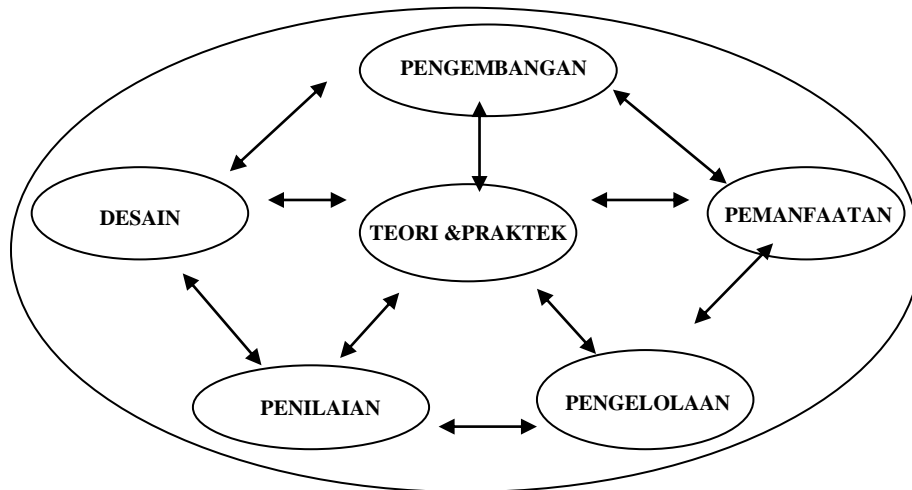 PENGEMBANGAN
DESAIN
PEMANFAATAN
TEORI &PRAKTEK
PENILAIAN
PENGELOLAAN